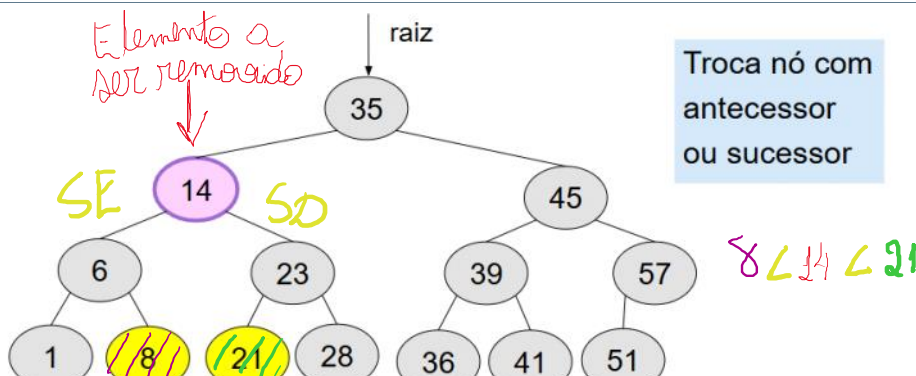 Elemento a
ser removido
raiz
Troca nó com
antecessor
ou sucessor
35
14
45
SE
SD
6
23
39
57
8 < 14 < 21
1
8
21
28
36
41
51